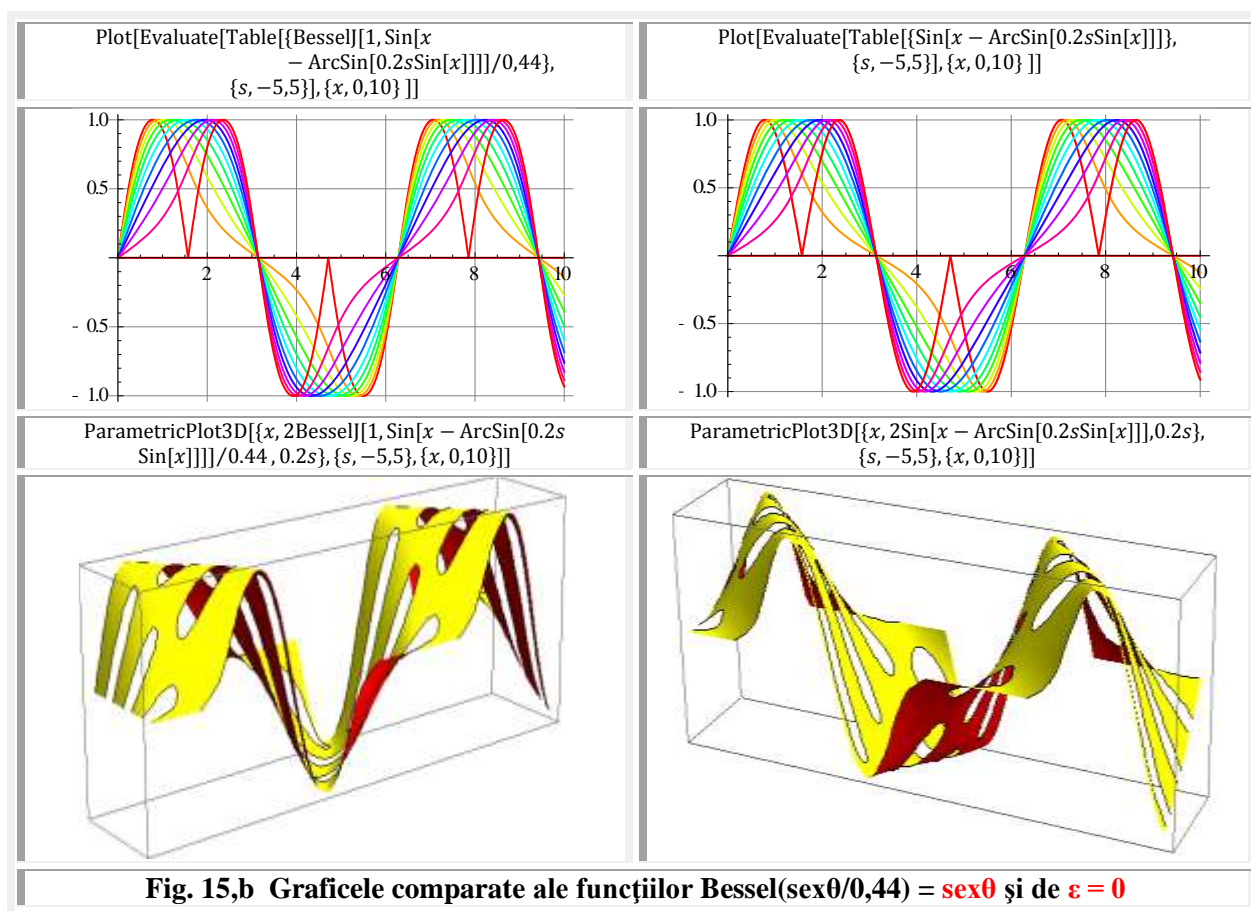 Plot[Evaluate[Table[{BesselJ[1, Sin[x
− ArcSin[0.2sSin[x]]]]/0,44},
{s, −5,5}],{x, 0,10} ]]
Plot[Evaluate[Table[{Sin[x − ArcSin[0.2sSin[x]]]},
{s, −5,5}],{x, 0,10} ]]
1.0
0.5
2
4
6
8
10
- 0.5
- 1.0
1.0
0.5
2
4
6
8
10
- 0.5
- 1.0
ParametricPlot3D[{x, 2BesselJ[1, Sin[x − ArcSin[0.2s
Sin[x]]]]/0.44 , 0.2s}, {s, −5,5}, {x, 0,10}]]
ParametricPlot3D[{x, 2Sin[x − ArcSin[0.2sSin[x]]],0.2s},
{s, −5,5}, {x, 0,10}]]
Fig. 15,b Graficele comparate ale funcţiilor Bessel(sexθ/0,44) = sexθ şi de ε = 0